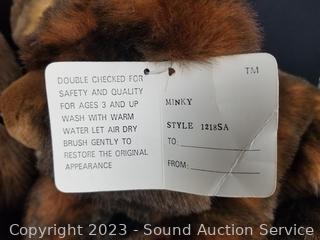 DOUBLE CHECKED FOR
SAFETY AND QUALITY
FOR AGES 3 AND UP
WASH WITH WARM
WATER LET AIR DRY
BRUSH GENTLY TO
RESTORE THE ORIGINAL
APPEARANCE
TM
MINKY
STYLE 1218SA
TO:
FROM:
Copyright 2023 - Sound Auction Service